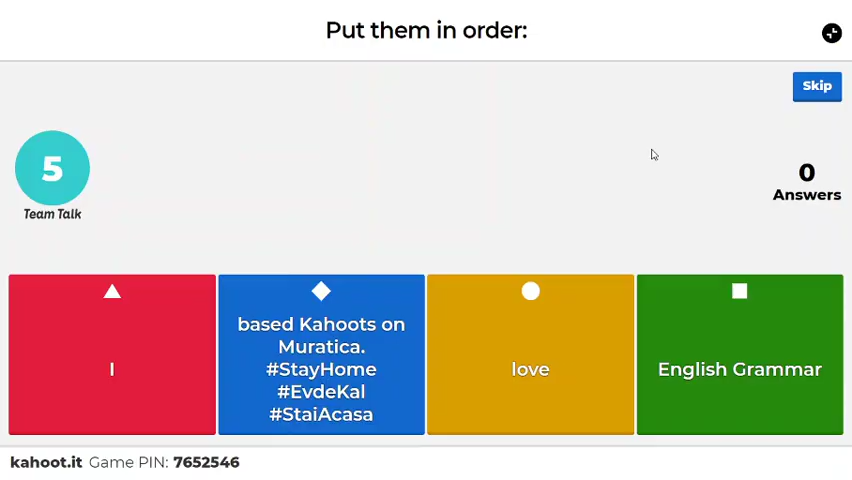 Put them in order:
Skip
5
Team Talk
0
Answers
I
based Kahoots on
Muratica.
#StayHome
#EvdeKal
#StaiAcasa
love
English Grammar
kahoot.it Game PIN: 7652546